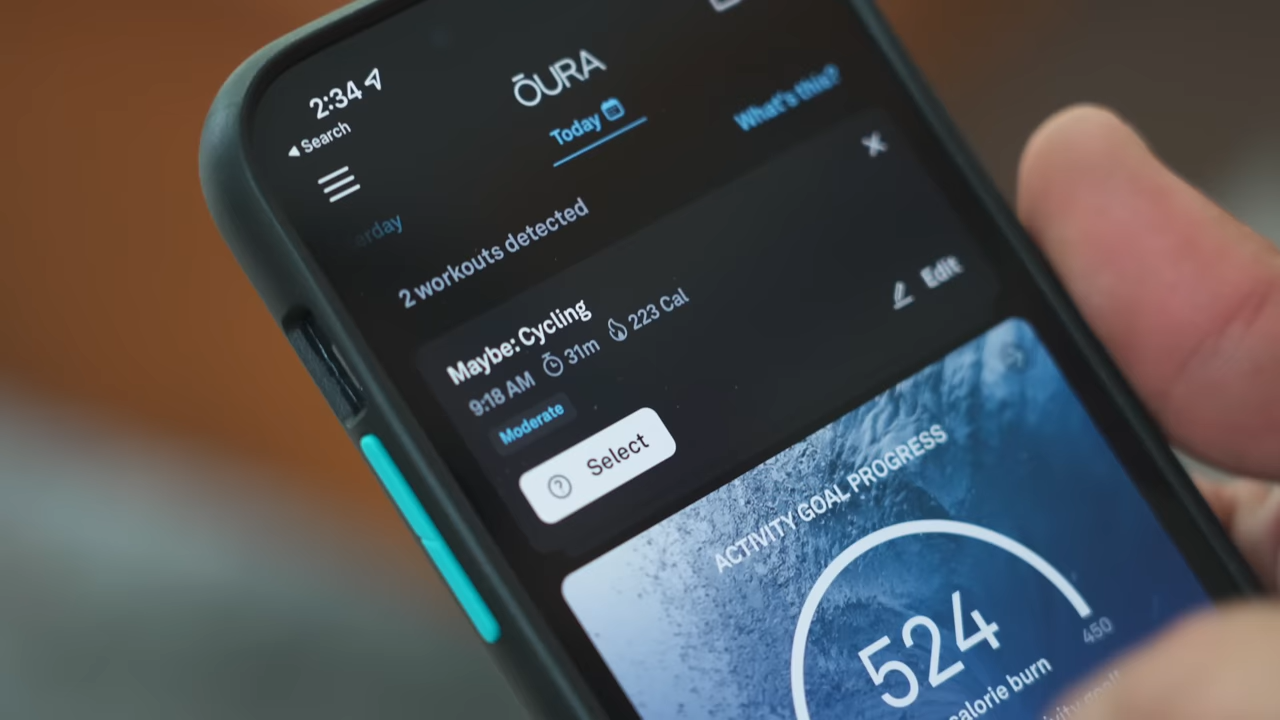 2:34
◀ Search
ŌURA
Today
What's this?
erday
2 workouts detected
Maybe: Cycling
9:18 AM 31m 223 Cal
Moderate
Edit
Select
ACTIVITY GOAL PROGRESS
524
450
calorie burn